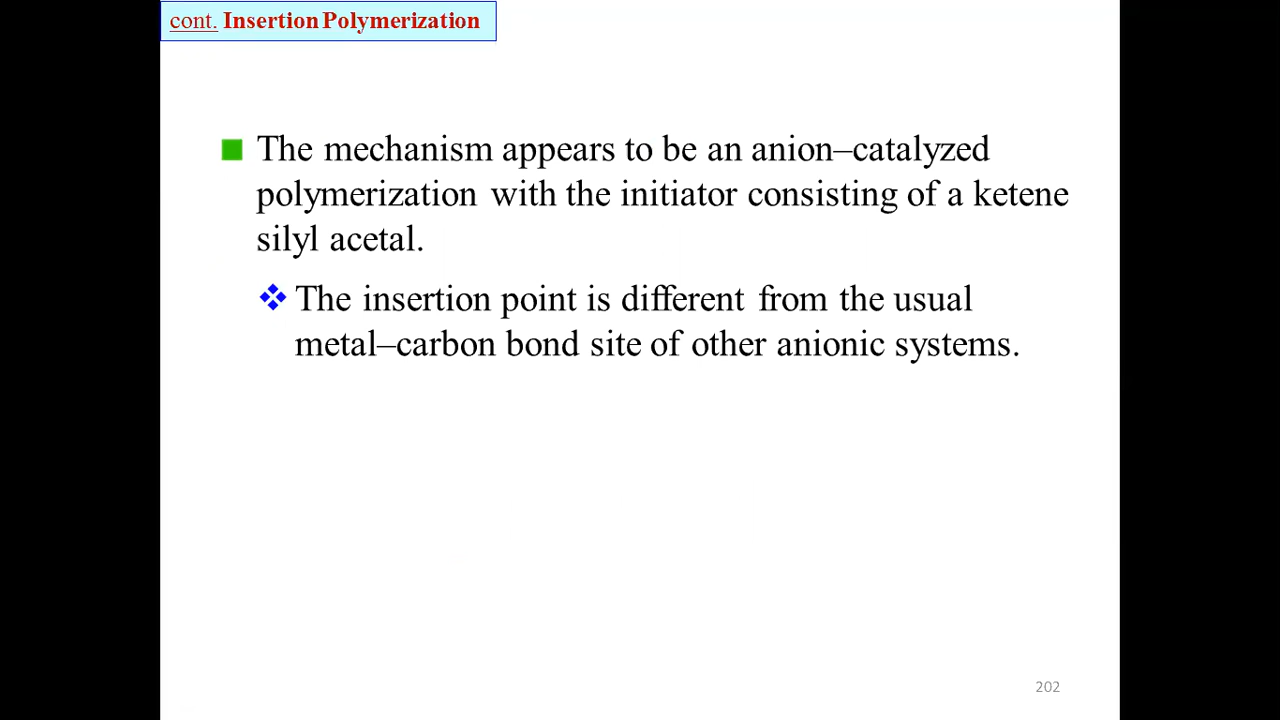 cont. Insertion Polymerization
The mechanism appears to be an anion–catalyzed
polymerization with the initiator consisting of a ketene
silyl acetal.
The insertion point is different from the usual
metal–carbon bond site of other anionic systems.
202